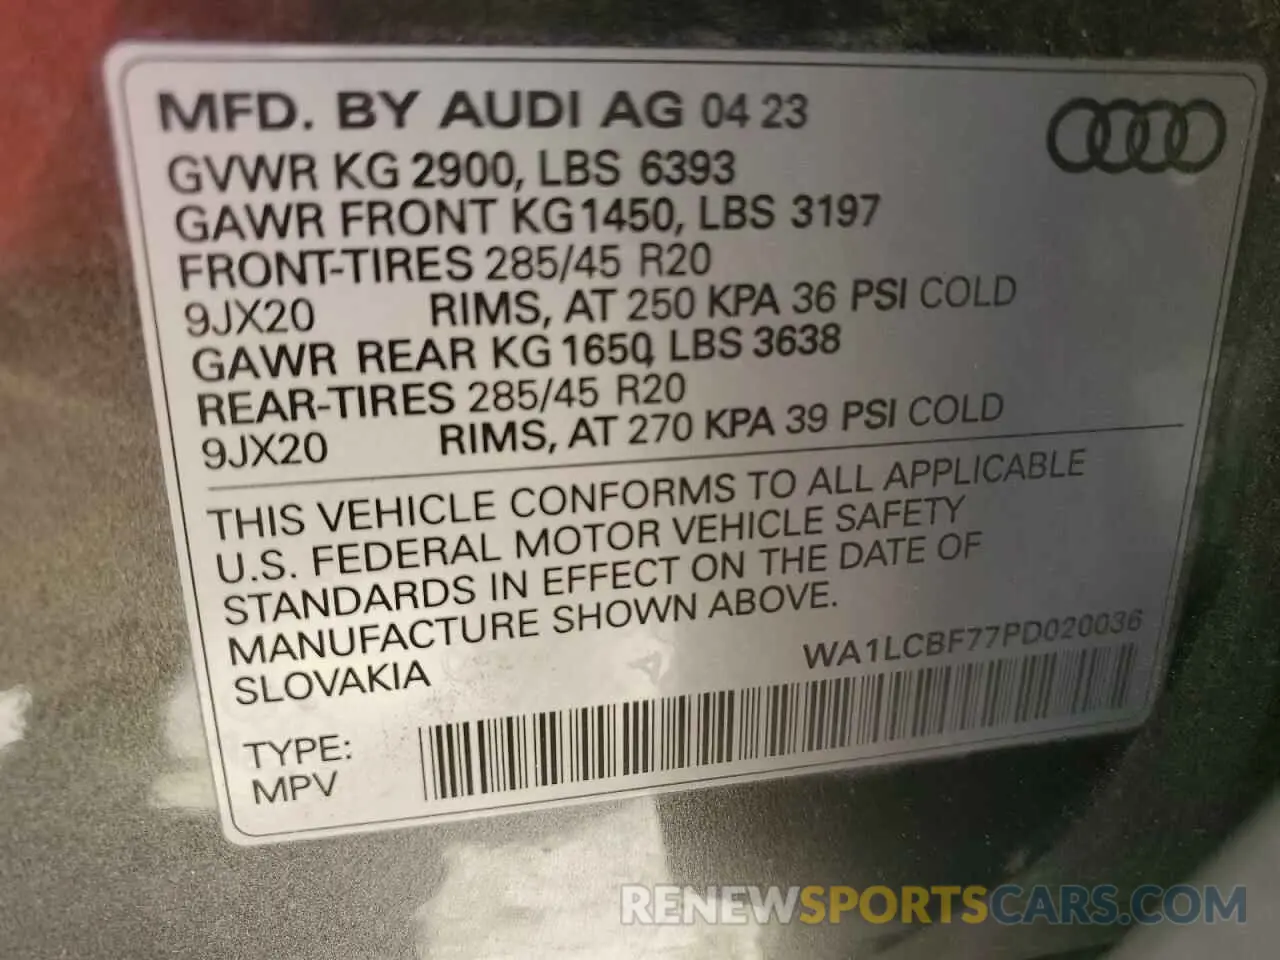 MFD. BY AUDI AG 04 23
GVWR KG 2900, LBS 6393
GAWR FRONT KG 1450, LBS 3197
FRONT-TIRES 285/45 R20
9JX20 RIMS, AT 250 KPA 36 PSI COLD
GAWR REAR KG 1650, LBS 3638
REAR-TIRES 285/45 R20
9JX20 RIMS, AT 270 KPA 39 PSI COLD
THIS VEHICLE CONFORMS TO ALL APPLICABLE
U.S. FEDERAL MOTOR VEHICLE SAFETY
STANDARDS IN EFFECT ON THE DATE OF
MANUFACTURE SHOWN ABOVE.
SLOVAKIA
WA1LCBF77PD020036
TYPE:
MPV
RENEWSPORTSCARS.COM